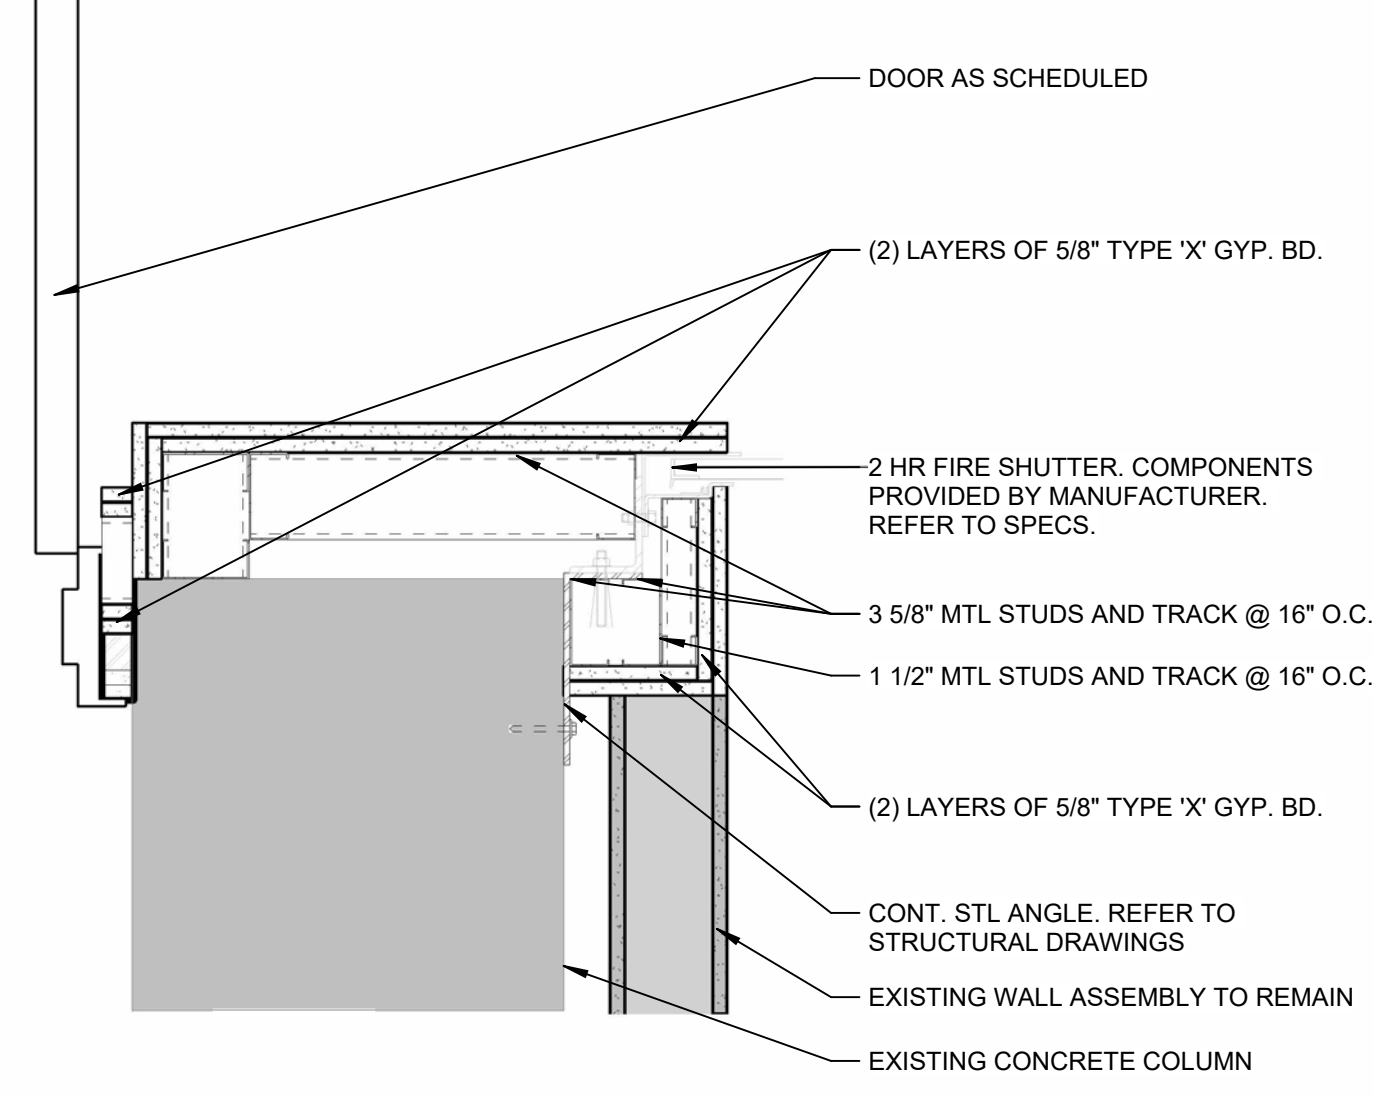 DOOR AS SCHEDULED
(2) LAYERS OF 5/8" TYPE 'X' GYP. BD.
2 HR FIRE SHUTTER. COMPONENTS
PROVIDED BY MANUFACTURER.
REFER TO SPECS.
3 5/8" MTL STUDS AND TRACK @ 16" O.C.
1 1/2" MTL STUDS AND TRACK @ 16" O.C.
(2) LAYERS OF 5/8" TYPE 'X' GYP. BD.
CONT. STL ANGLE. REFER TO
STRUCTURAL DRAWINGS
EXISTING WALL ASSEMBLY TO REMAIN
EXISTING CONCRETE COLUMN